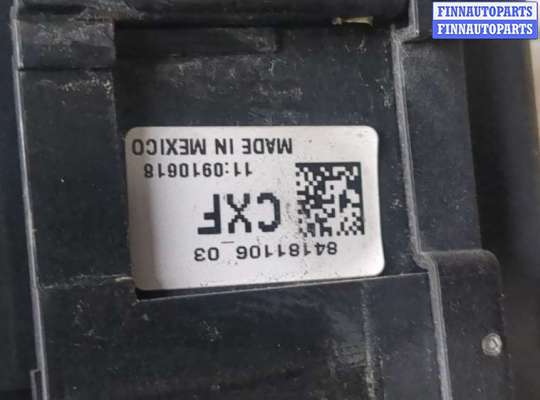 FINNAUTOPARTS
FINNAUTOPARTS
84181106_03
CXF
11:0910618
MADE IN MEXICO